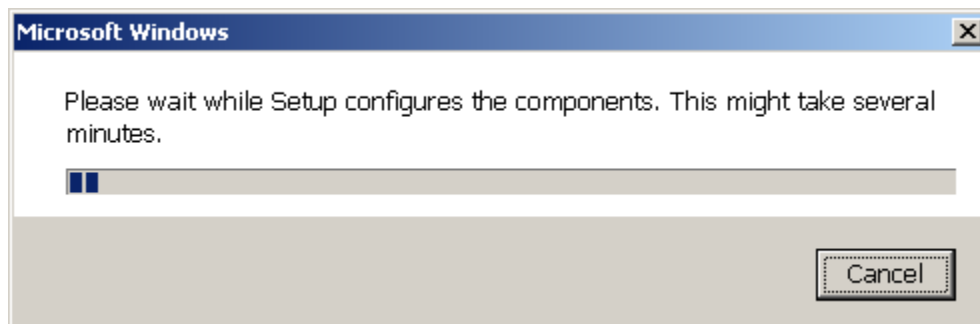 Microsoft Windows
Please wait while Setup configures the components. This might take several
minutes.
Cancel